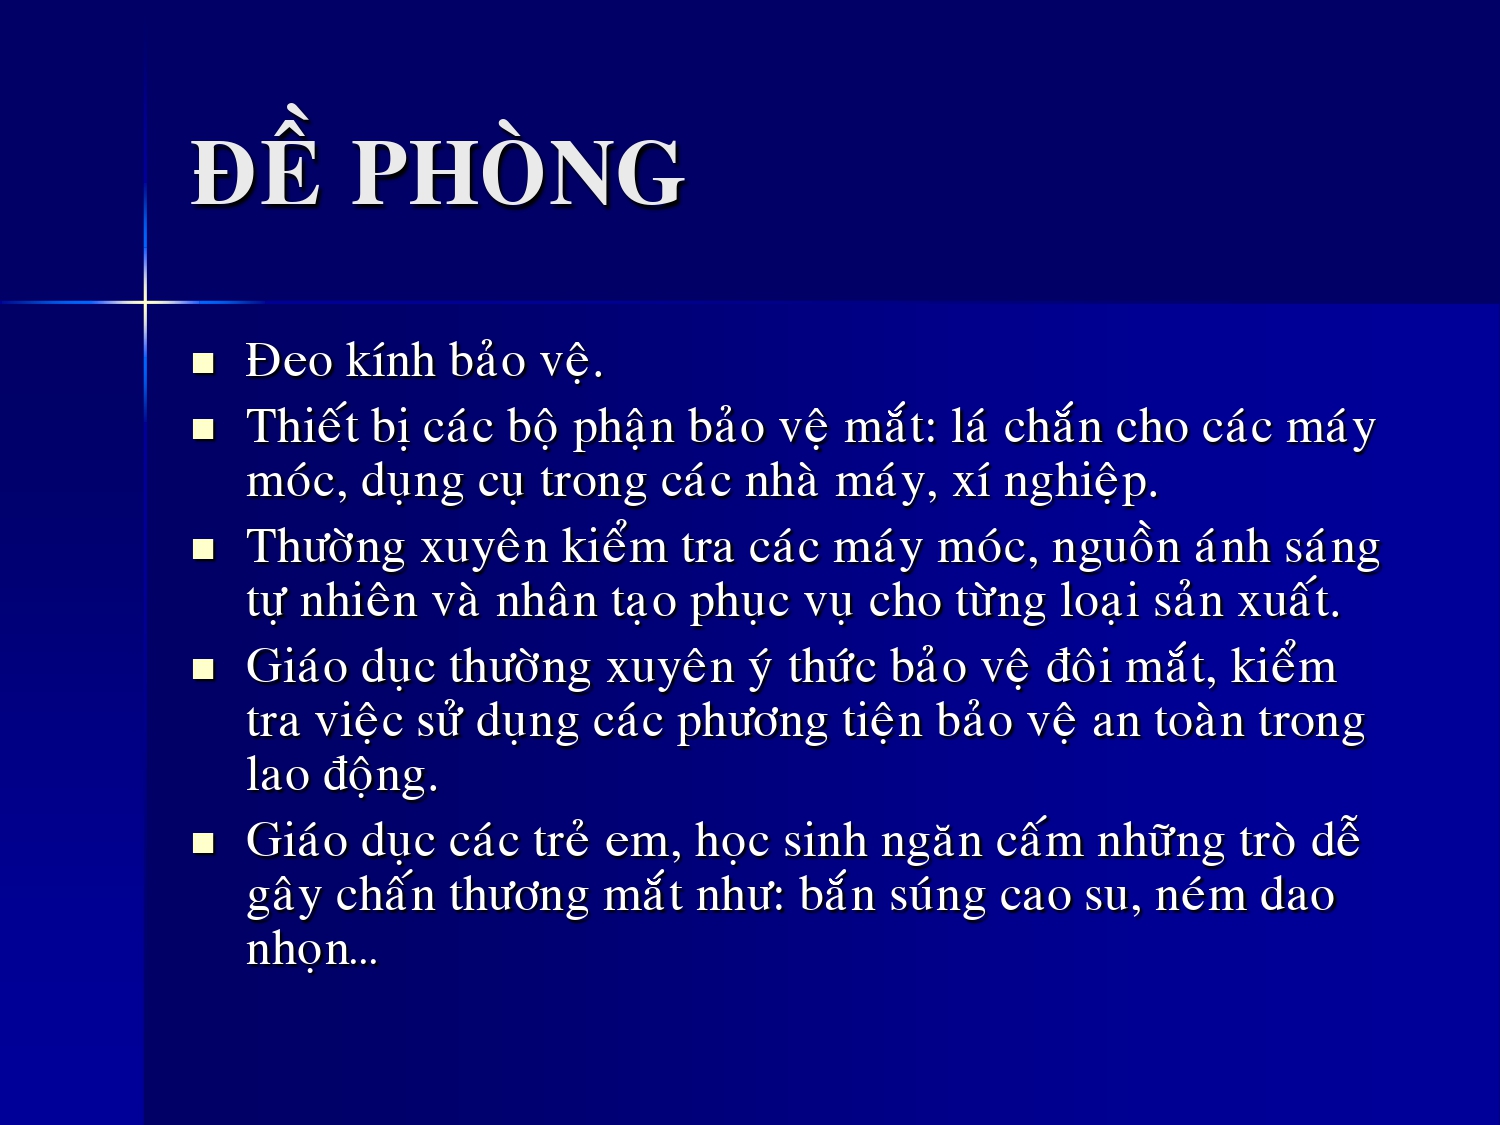 ĐỀ PHÒNG
Đeo kính bảo vệ.
Thiết bị các bộ phận bảo vệ mắt: lá chắn cho các máy
móc, dụng cụ trong các nhà máy, xí nghiệp.
Thường xuyên kiểm tra các máy móc, nguồn ánh sáng
tự nhiên và nhân tạo phục vụ cho từng loại sản xuất.
Giáo dục thường xuyên ý thức bảo vệ đôi mắt, kiểm
tra việc sử dụng các phương tiện bảo vệ an toàn trong
lao động.
Giáo dục các trẻ em, học sinh ngăn cấm những trò dễ
gây chấn thương mắt như: bắn súng cao su, ném dao
nhọn…